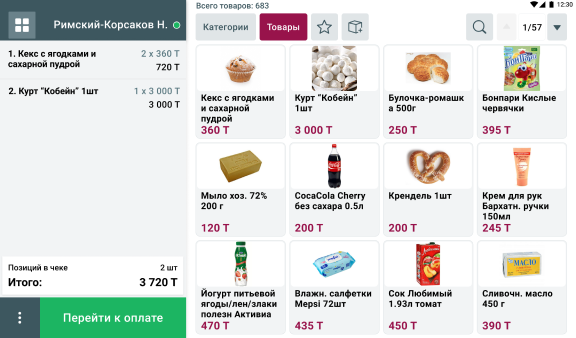 Римский-Корсаков Н.
1. Кекс с ягодками и сахарной пудрой
2 x 360 Т
720 Т
2. Курт “Кобейн” 1шт
1 x 3 000 Т
3 000 Т
Позиций в чеке
2 шт
Итого:
3 720 Т
Перейти к оплате
Всего товаров: 683
12:30
Категории
Товары
1/57
Кекс с ягодками и сахарной пудрой
360 Т
Курт “Кобейн” 1шт
3 000 Т
Булочка-ромашка 500г
250 Т
Бонпари Кислые червячки
395 Т
Мыло хоз. 72% 200 г
120 Т
CocaCola Cherry без сахара 0.5л
200 Т
Крендель 1шт
200 Т
Крем для рук Бархатн. ручки 150мл
245 Т
Йогурт питьевой ягоды/лен/злаки полезн Активиа
470 Т
Влажн. салфетки Mepsi 72шт
435 Т
Сок Любимый 1.93л томат
450 Т
МАСЛО
Сливочн. масло 450 г
390 Т